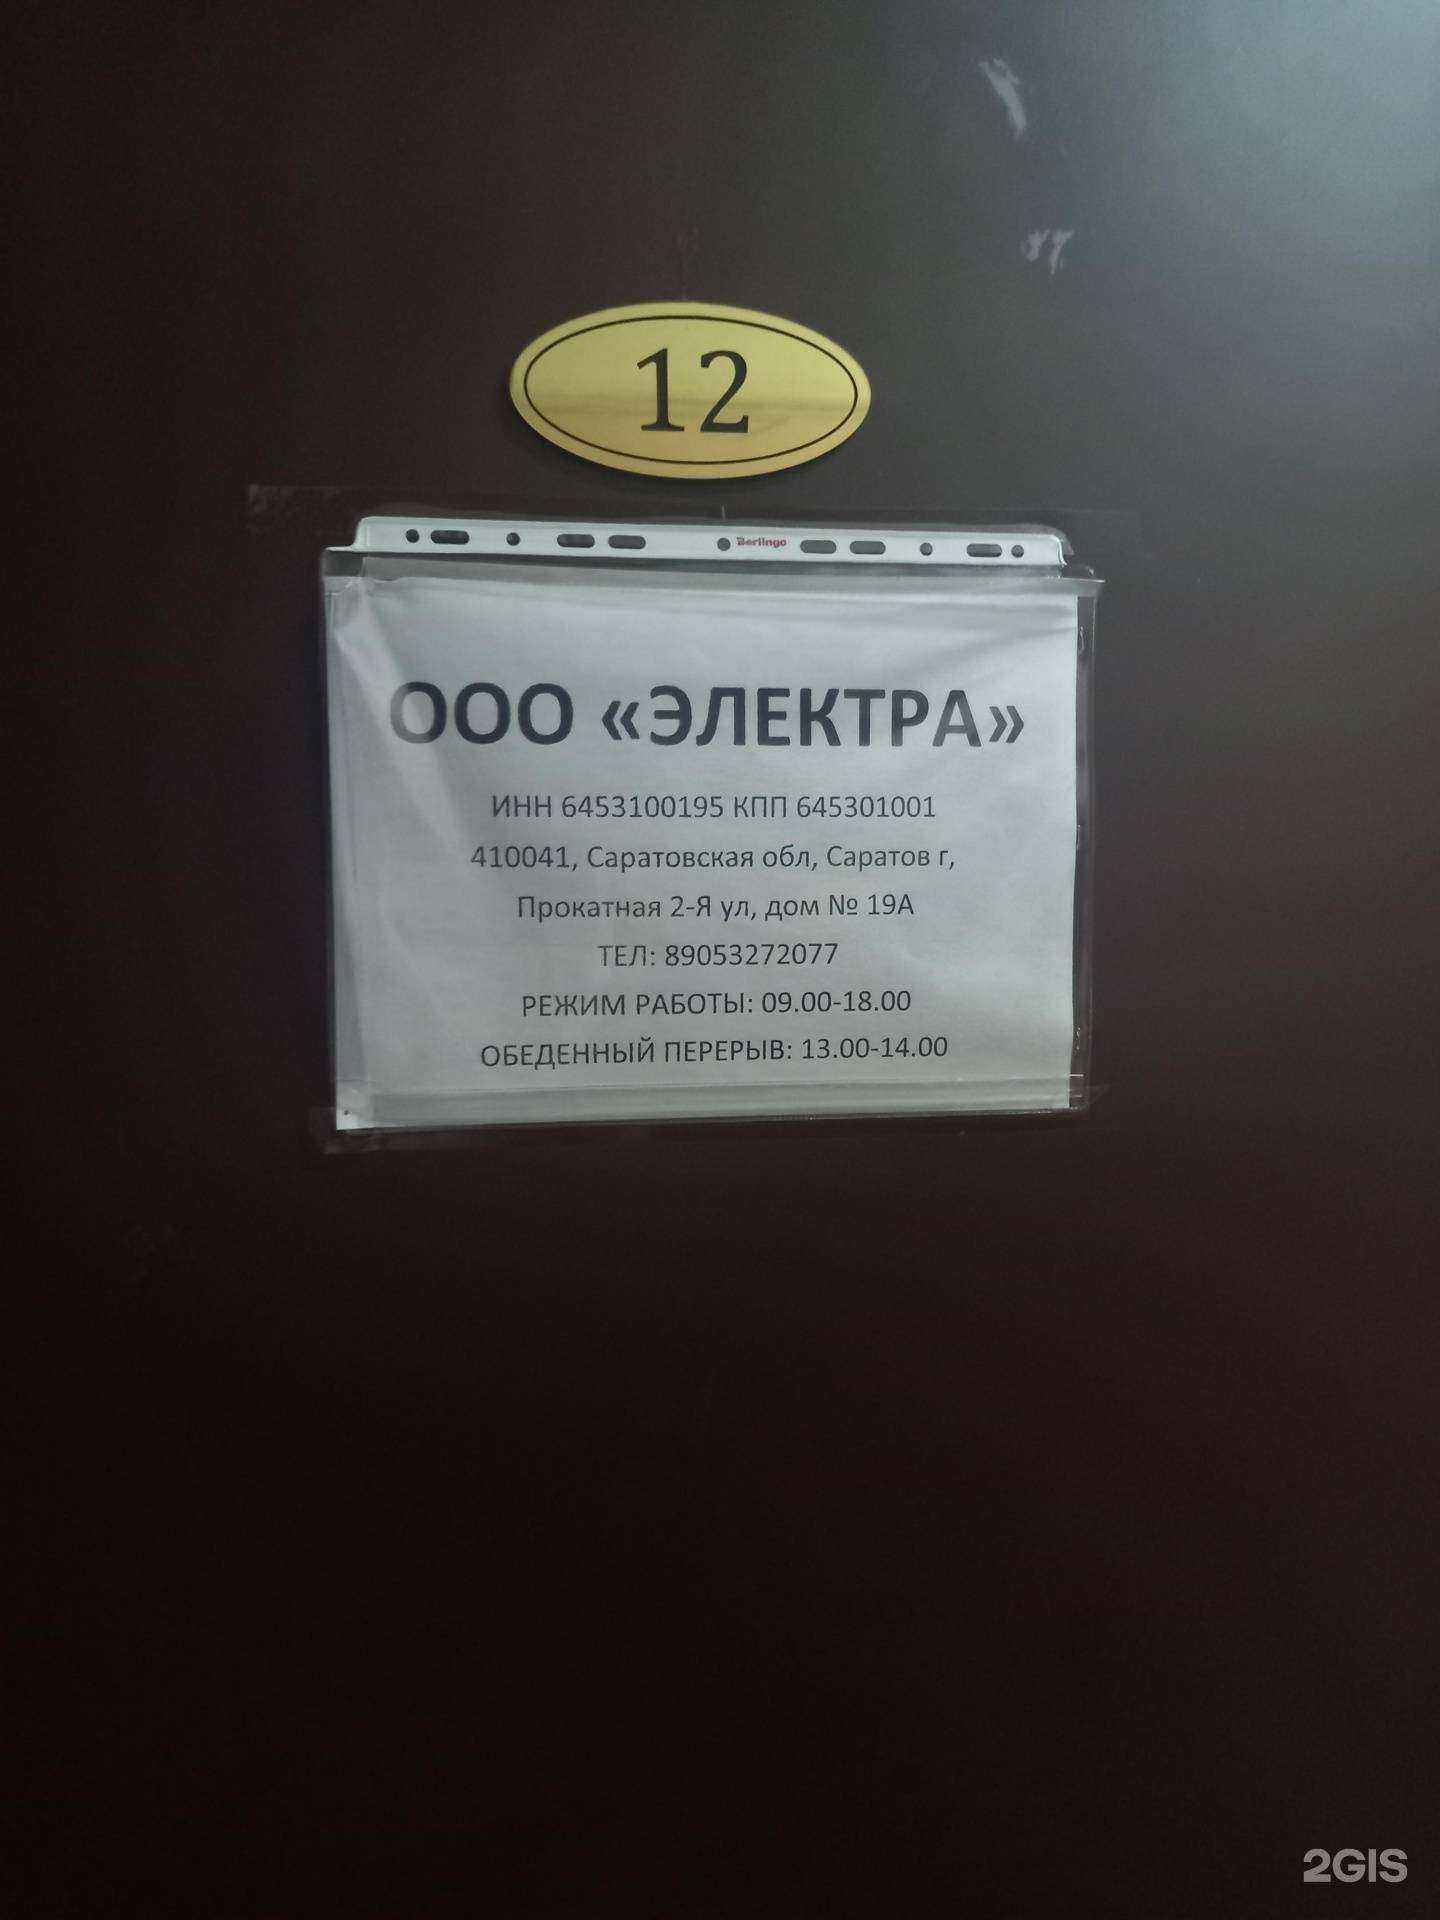 12
Berlingo
ООО «ЭЛЕКТРА»
ИНН 6453100195 КПП 645301001
410041, Саратовская обл, Саратов г,
Прокатная 2-Я ул, дом № 19А
ТЕЛ: 89053272077
РЕЖИМ РАБОТЫ: 09.00-18.00
ОБЕДЕННЫЙ ПЕРЕРЫВ: 13.00-14.00
2GIS